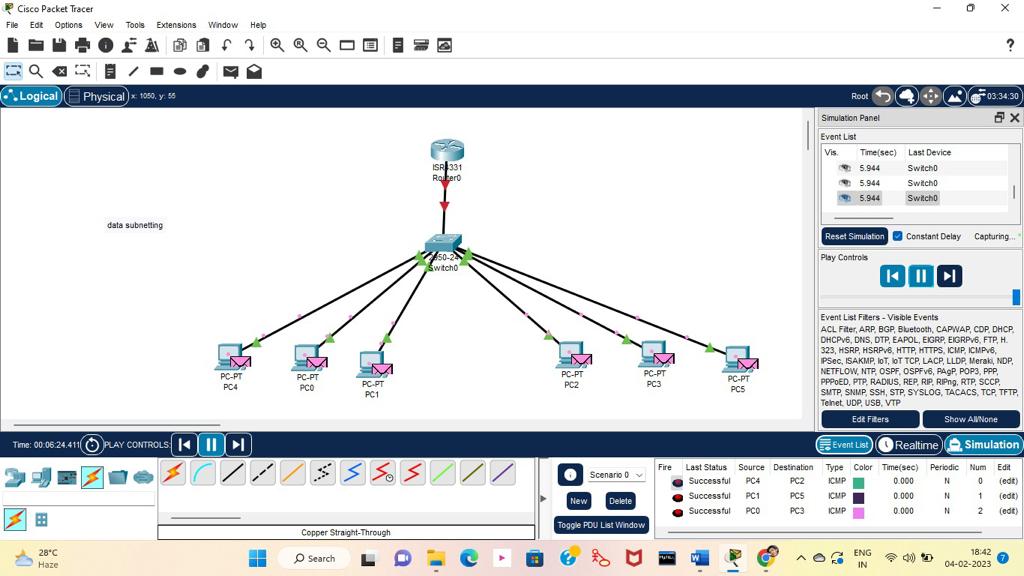 Cisco Packet Tracer
File Edit Options View Tools Extensions Window Help
Logical Physical x: 1050, y: 55
Root 03:34:30
Simulation Panel
Event List
Vis. Time(sec) Last Device
5.944 Switch0
5.944 Switch0
5.944 Switch0
Reset Simulation Constant Delay Capturing...
Play Controls
Event List Filters - Visible Events
ACL Filter, ARP, BGP, Bluetooth, CAPWAP, CDP, DHCP,
DHCPv6, DNS, DTP, EAPOL, EIGRP, EIGRPv6, FTP, H.
323, HSRP, HSRPv6, HTTP, HTTPS, ICMP, ICMPv6,
IPSec, ISAKMP, IoT, IoT TCP, LACP, LLDP, Meraki, NDP,
NETFLOW, NTP, OSPF, OSPFv6, PAgP, POP3, PPP,
PPPoED, PTP, RADIUS, REP, RIP, RIPng, RTP, SCCP,
SMTP, SNMP, SSH, STP, SYSLOG, TACACS, TCP, TFTP,
Telnet, UDP, USB, VTP
Edit Filters Show All/None
ISR4331
Router0
data subnetting
2950-24
Switch0
PC-PT
PC4
PC-PT
PC0
PC-PT
PC1
PC-PT
PC2
PC-PT
PC3
PC-PT
PC5
Time: 00:06:24.411 PLAY CONTROLS:
Event List Realtime Simulation
Copper Straight-Through
Scenario 0
New Delete
Toggle PDU List Window
Fire Last Status Source Destination Type Color Time(sec) Periodic Num Edit
Successful PC4 PC2 ICMP 0.000 N 0 (edit)
Successful PC1 PC5 ICMP 0.000 N 1 (edit)
Successful PC0 PC3 ICMP 0.000 N 2 (edit)
28°C
Haze
Search
ENG
IN
18:42
04-02-2023
7